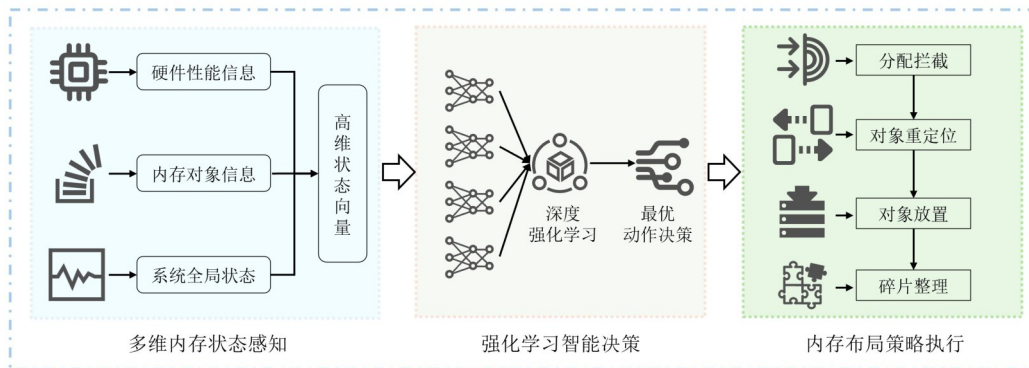 硬件性能信息
内存对象信息
系统全局状态
高维状态向量
多维内存状态感知
深度
强化学习
最优
动作决策
强化学习智能决策
分配拦截
对象重定位
对象放置
碎片整理
内存布局策略执行